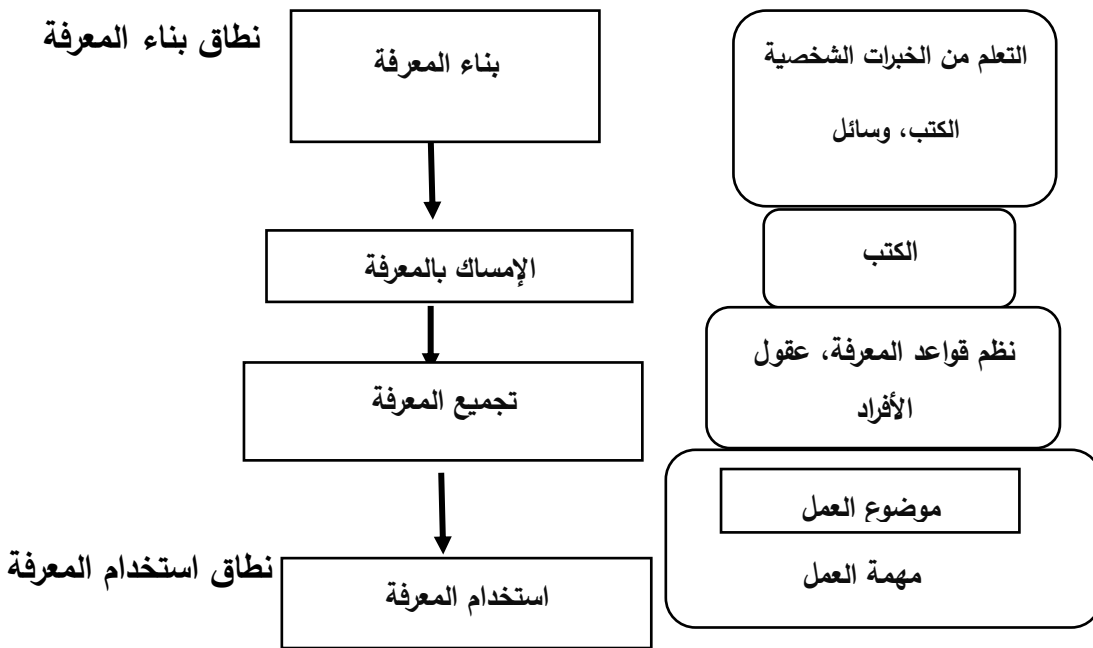 نطاق بناء المعرفة
بناء المعرفة
التعلم من الخبرات الشخصية
الكتب، وسائل
الإمساك بالمعرفة
الكتب
تجميع المعرفة
نظم قواعد المعرفة، عقول
الأفراد
موضوع العمل
مهمة العمل
نطاق استخدام المعرفة
استخدام المعرفة